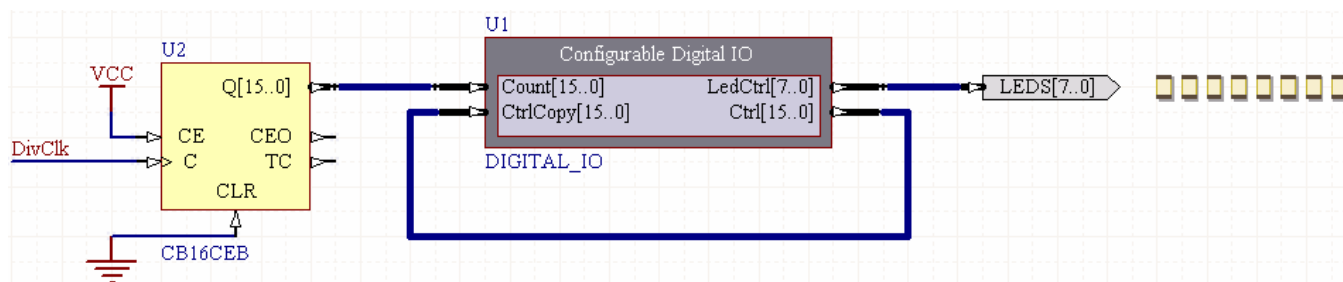 U1
U2
Configurable Digital IO
VCC
Q[15..0]
Count[15..0]
LedCtrl[7..0]
LEDS[7..0]
CtrlCopy[15..0]
Ctrl[15..0]
CE
CEO
DivClk
C
TC
DIGITAL_IO
CLR
CB16CEB